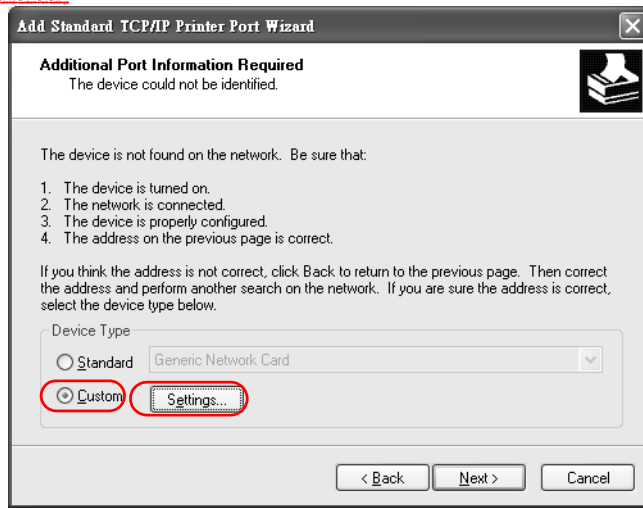 Add Standard TCP/IP Printer Port Wizard
Additional Port Information Required
The device could not be identified.
The device is not found on the network. Be sure that:
1. The device is turned on.
2. The network is connected.
3. The device is properly configured.
4. The address on the previous page is correct.
If you think the address is not correct, click Back to return to the previous page. Then correct
the address and perform another search on the network. If you are sure the address is correct,
select the device type below.
Device Type
Standard Generic Network Card
Custom Settings...
< Back Next > Cancel